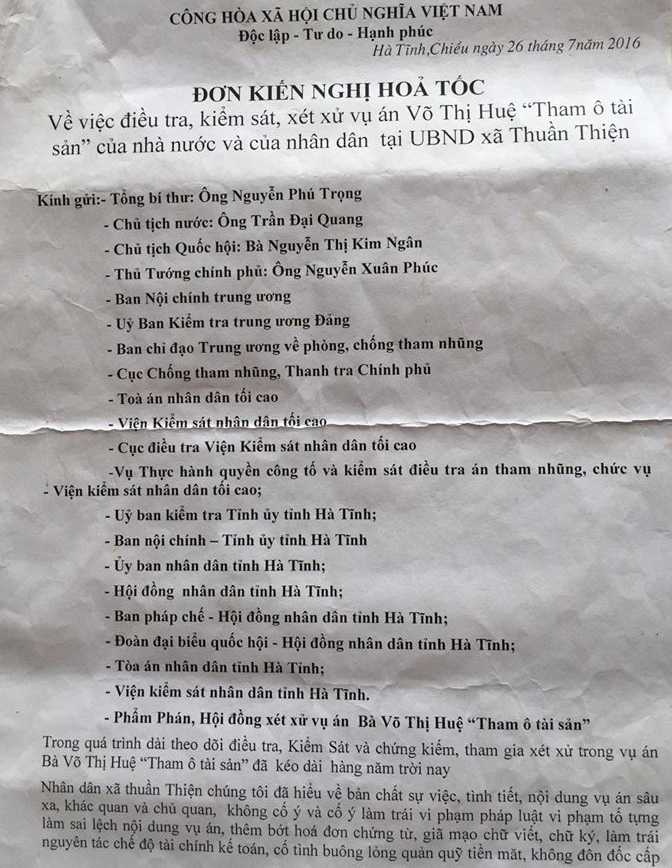 CÔNG HÒA XÃ HỘI CHỦ NGHĨA VIỆT NAM
Độc lập - Tư do - Hạnh phúc
Hà Tĩnh,Chiều ngày 26 tháng 7năm 2016
ĐƠN KIẾN NGHỊ HOẢ TỐC
Về việc điều tra, kiểm sát, xét xử vụ án Võ Thị Huệ “Tham ô tài
sản” của nhà nước và của nhân dân tại UBND xã Thuần Thiện
Kính gửi:- Tổng bí thư: Ông Nguyễn Phú Trọng
- Chủ tịch nước: Ông Trần Đại Quang
- Chủ tịch Quốc hội: Bà Nguyễn Thị Kim Ngân
- Thủ Tướng chính phủ: Ông Nguyễn Xuân Phúc
- Ban Nội chính trung ương
- Uỷ Ban Kiểm tra trung ương Đảng
- Ban chỉ đạo Trung ương về phòng, chống tham nhũng
- Cục Chống tham nhũng, Thanh tra Chính phủ
- Toà án nhân dân tối cao
- Viện Kiểm sát nhân dân tối cao
- Cục điều tra Viện Kiểm sát nhân dân tối cao
-Vụ Thực hành quyền công tố và kiểm sát điều tra án tham nhũng, chức vụ
- Viện kiểm sát nhân dân tối cao;
- Uỷ ban kiểm tra Tỉnh ủy tỉnh Hà Tĩnh;
- Ban nội chính – Tỉnh ủy tỉnh Hà Tĩnh
- Ủy ban nhân dân tỉnh Hà Tĩnh;
- Hội đồng nhân dân tỉnh Hà Tĩnh;
- Ban pháp chế - Hội đồng nhân dân tỉnh Hà Tĩnh;
- Đoàn đại biểu quốc hội - Hội đồng nhân dân tỉnh Hà Tĩnh;
- Tòa án nhân dân tỉnh Hà Tĩnh;
- Viện kiểm sát nhân dân tỉnh Hà Tĩnh.
- Phẩm Phán, Hội đồng xét xử vụ án Bà Võ Thị Huệ “Tham ô tài sản”
Trong quá trình dài theo dõi điều tra, Kiểm Sát và chứng kiểm, tham gia xét xử trong vụ án
Bà Võ Thị Huệ “Tham ô tài sản” đã kéo dài hàng năm trời nay
Nhân dân xã thuần Thiện chúng tôi đã hiểu về bản chất sự việc, tình tiết, nội dung vụ án sâu
xa, khác quan và chủ quan, không cố ý và cố ý làm trái vi phạm pháp luật vi phạm tố tựng
làm sai lệch nội dung vụ án, thêm bớt hoá đơn chứng từ, giã mạo chữ viết, chữ ký, làm trái
nguyên tác chế độ tài chính kế toán, cố tình buông lỏng quản quỹ tiền mặt, không đôn đốc cấp